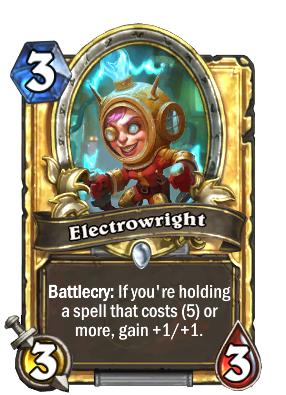 3
Electrowright
Battlecry: If you're holding
a spell that costs (5) or
more, gain +1/+1.
3
3